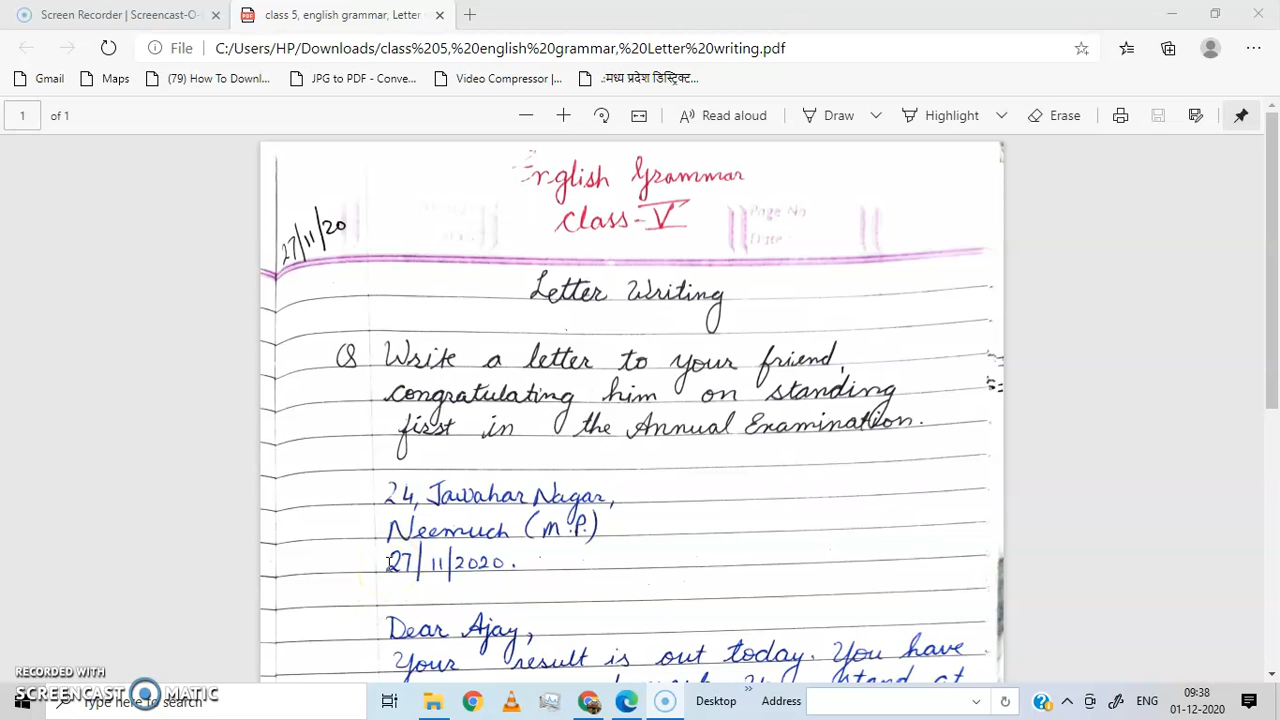 Screen Recorder | Screencast-O-
class 5, english grammar, Letter w
File C:/Users/HP/Downloads/class%205,%20english%20grammar,%20Letter%20writing.pdf
Gmail Maps (79) How To Downl... JPG to PDF - Conve... Video Compressor |... .:मध्य प्रदेश डिस्ट्रिक्ट...
1 of 1 Read aloud Draw Highlight Erase
English Grammar
Class-V
Page No
Date
27/11/20
Letter Writing
Q Write a letter to your friend,
congratulating him on standing
first in the Annual Examination.
24, Jawahar Nagar,
Neemuch (M.P.)
27/11/2020.
Dear Ajay,
Your result is out today. You have
stand at
RECORDED WITH
SCREENCAST MATIC
Type here to search
Desktop Address ENG 09:38
01-12-2020